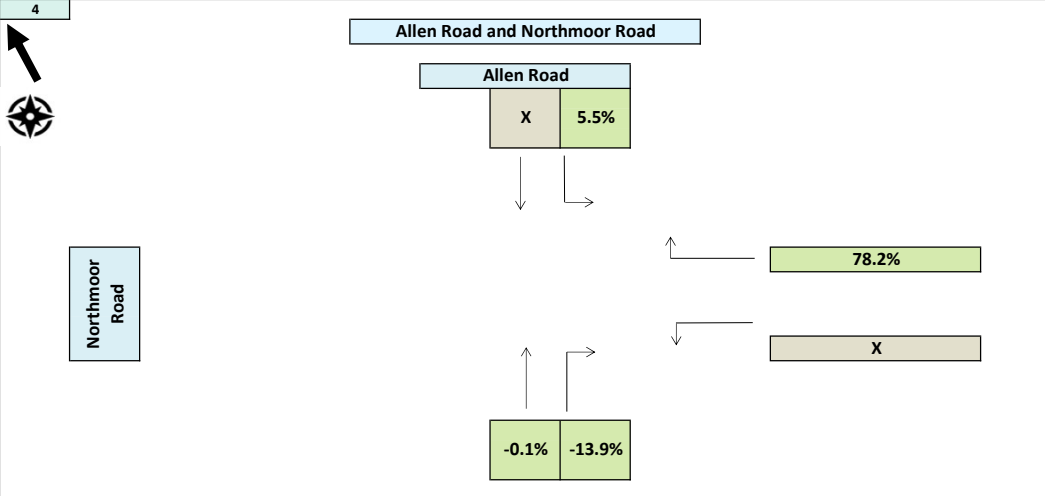 4
Allen Road and Northmoor Road
Allen Road
X 5.5%
78.2%
Northmoor
Road
X
-0.1% -13.9%